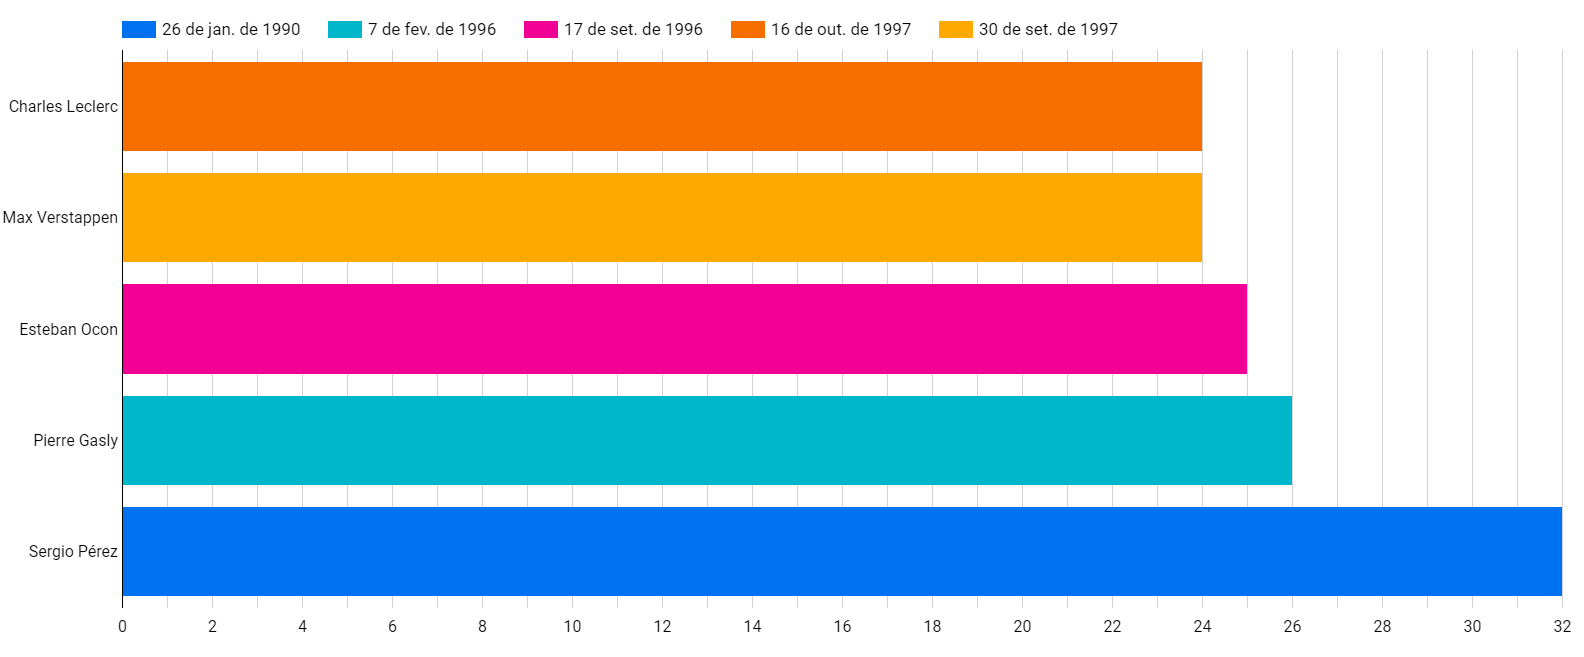 26 de jan. de 1990 7 de fev. de 1996 17 de set. de 1996 16 de out. de 1997 30 de set. de 1997
Charles Leclerc
Max Verstappen
Esteban Ocon
Pierre Gasly
Sergio Pérez
0 2 4 6 8 10 12 14 16 18 20 22 24 26 28 30 32